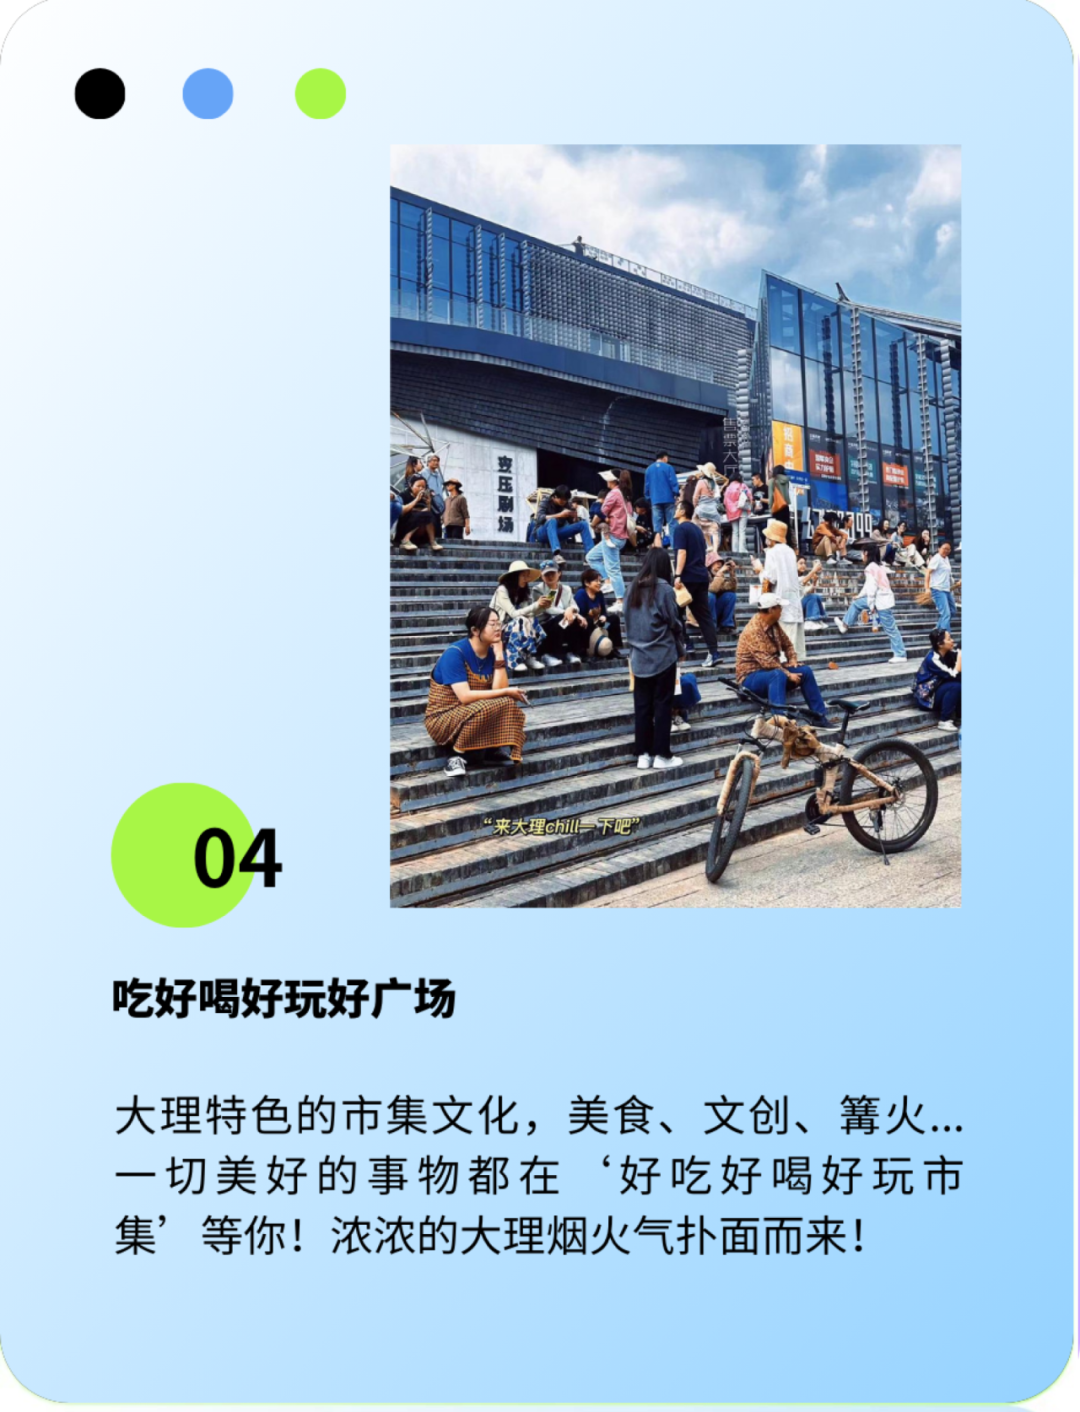 招商中
变压剧场
“来大理chill一下吧”
04
吃好喝好玩好广场
大理特色的市集文化，美食、文创、篝火...
一切美好的事物都在‘好吃好喝好玩市
集’等你！浓浓的大理烟火气扑面而来！